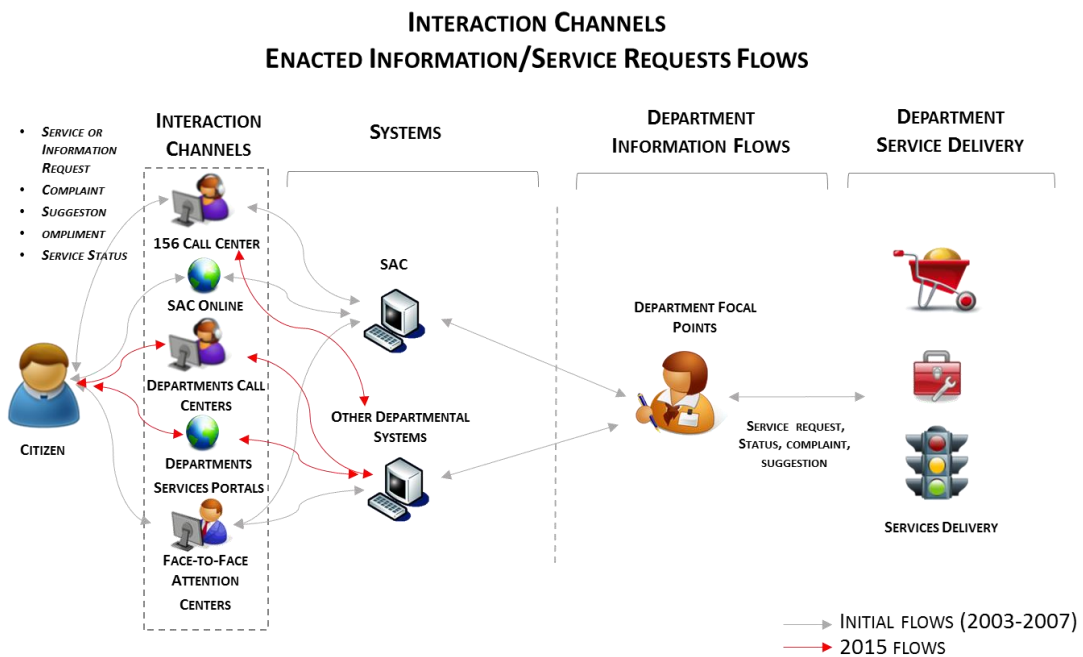 INTERACTION CHANNELS
ENACTED INFORMATION/SERVICE REQUESTS FLOWS
• SERVICE OR
INFORMATION
REQUEST
• COMPLAINT
• SUGGESTON
• OMPLIMENT
• SERVICE STATUS
INTERACTION
CHANNELS
SYSTEMS
DEPARTMENT
INFORMATION FLOWS
DEPARTMENT
SERVICE DELIVERY
156 CALL CENTER
SAC ONLINE
DEPARTMENTS CALL
CENTERS
DEPARTMENTS
SERVICES PORTALS
FACE-TO-FACE
ATTENTION
CENTERS
CITIZEN
SAC
OTHER DEPARTMENTAL
SYSTEMS
DEPARTMENT FOCAL
POINTS
SERVICE REQUEST,
STATUS, COMPLAINT,
SUGGESTION
SERVICES DELIVERY
INITIAL FLOWS (2003-2007)
2015 FLOWS